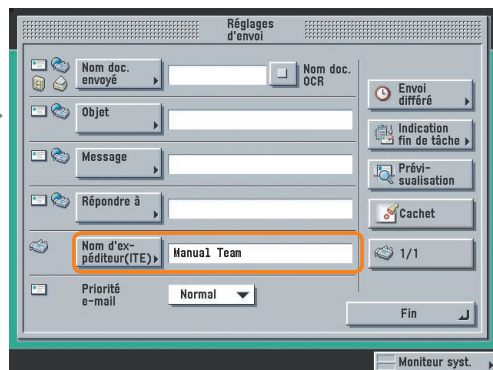 Réglages
d'envoi
Nom doc.
envoyé
Nom doc.
OCR
Objet
Message
Répondre à
Nom d'ex-
péditeur(ITE)
Manual Team
Priorité
e-mail
Normal
Envoi
différé
Indication
fin de tâche
Prévi-
sualisation
Cachet
1/1
Fin
Moniteur syst.